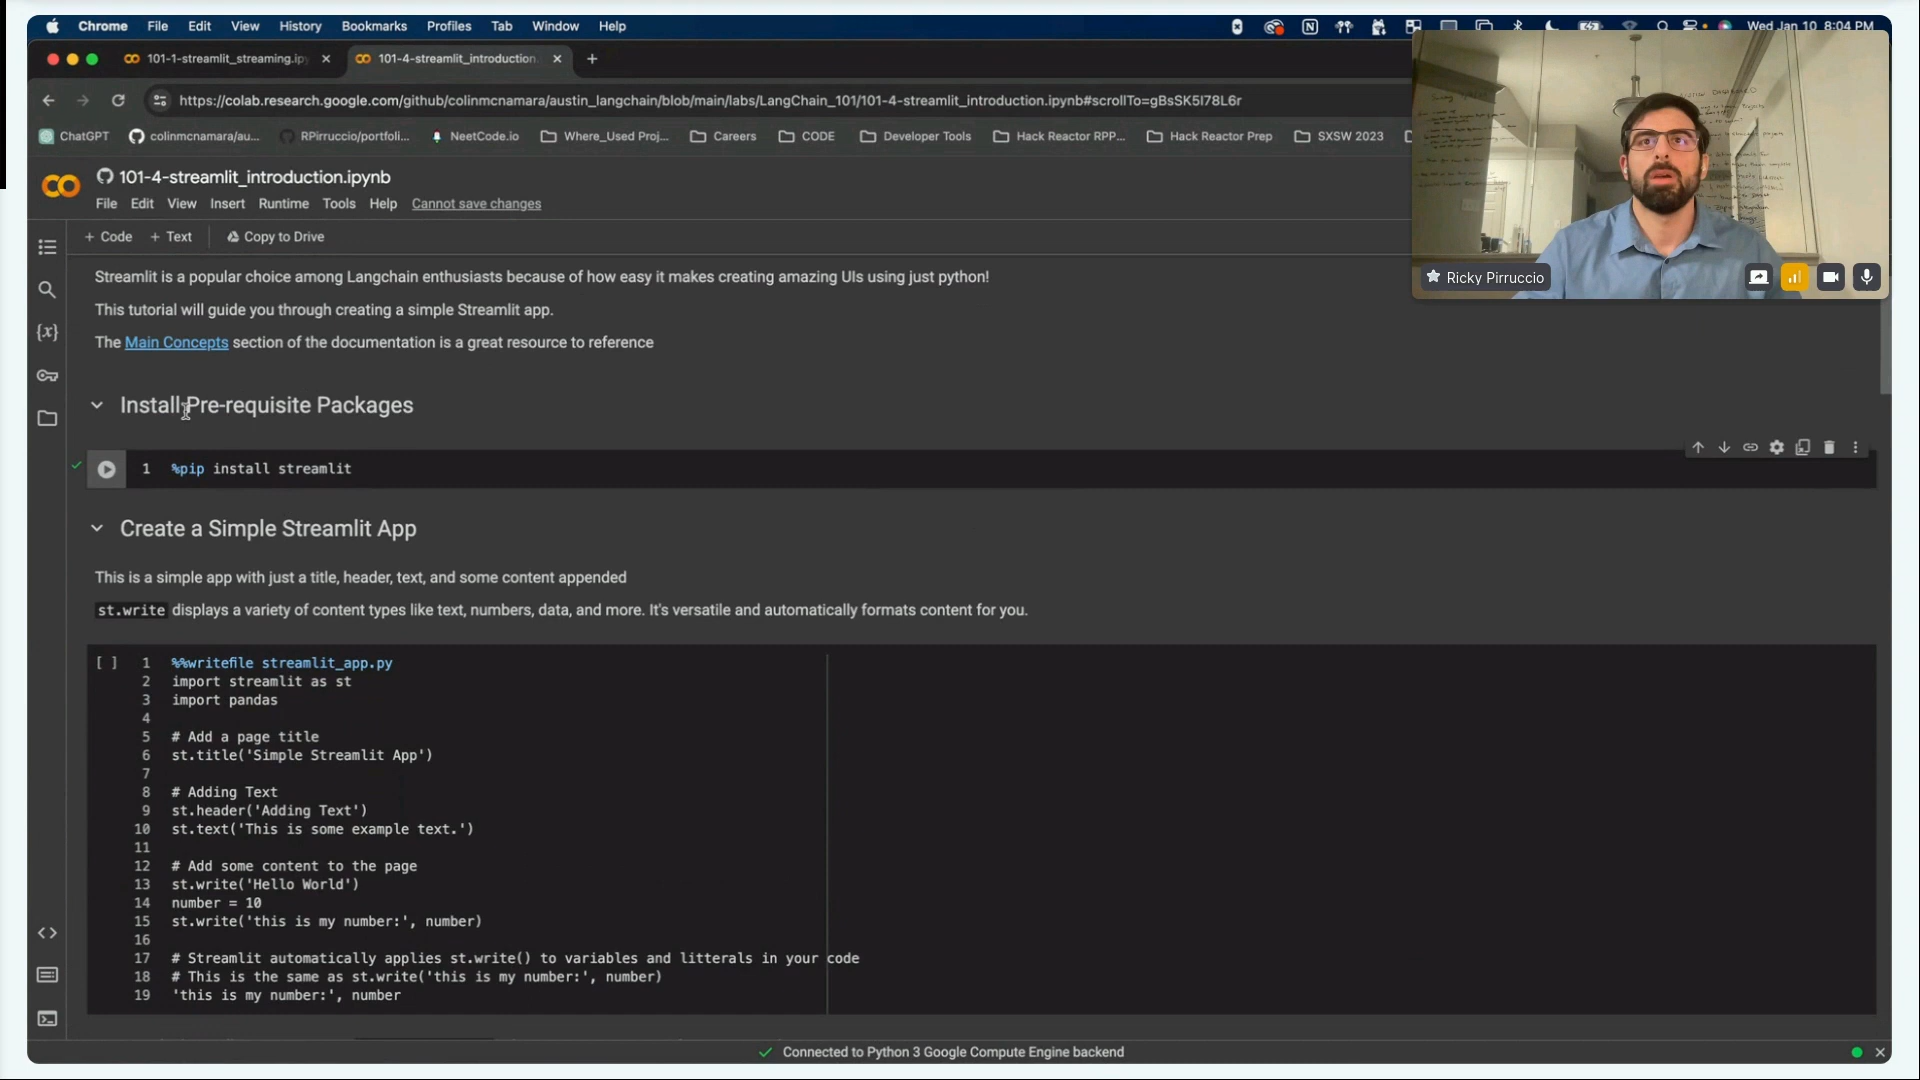 Chrome File Edit View History Bookmarks Profiles Tab Window Help
Wed Jan 10 8:04 PM
101-1-streamlit_streaming.ip
101-4-streamlit_introduction
https://colab.research.google.com/github/colinmcnamara/austin_langchain/blob/main/labs/LangChain_101/101-4-streamlit_introduction.ipynb#scrollTo=gBsSK5I78L6r
ChatGPT colinmcnamara/au... RPirruccio/portfoli... NeetCode.io Where_Used Proj... Careers CODE Developer Tools Hack Reactor RPP... Hack Reactor Prep SXSW 2023
101-4-streamlit_introduction.ipynb
File Edit View Insert Runtime Tools Help Cannot save changes
+ Code + Text Copy to Drive
Ricky Pirruccio
Streamlit is a popular choice among Langchain enthusiasts because of how easy it makes creating amazing UIs using just python!
This tutorial will guide you through creating a simple Streamlit app.
The Main Concepts section of the documentation is a great resource to reference
Install Pre-requisite Packages
1 %pip install streamlit
Create a Simple Streamlit App
This is a simple app with just a title, header, text, and some content appended
st.write displays a variety of content types like text, numbers, data, and more. It's versatile and automatically formats content for you.
[ ] 1 %%writefile streamlit_app.py
2 import streamlit as st
3 import pandas
4
5 # Add a page title
6 st.title('Simple Streamlit App')
7
8 # Adding Text
9 st.header('Adding Text')
10 st.text('This is some example text.')
11
12 # Add some content to the page
13 st.write('Hello World')
14 number = 10
15 st.write('this is my number:', number)
16
17 # Streamlit automatically applies st.write() to variables and litterals in your code
18 # This is the same as st.write('this is my number:', number)
19 'this is my number:', number
Connected to Python 3 Google Compute Engine backend